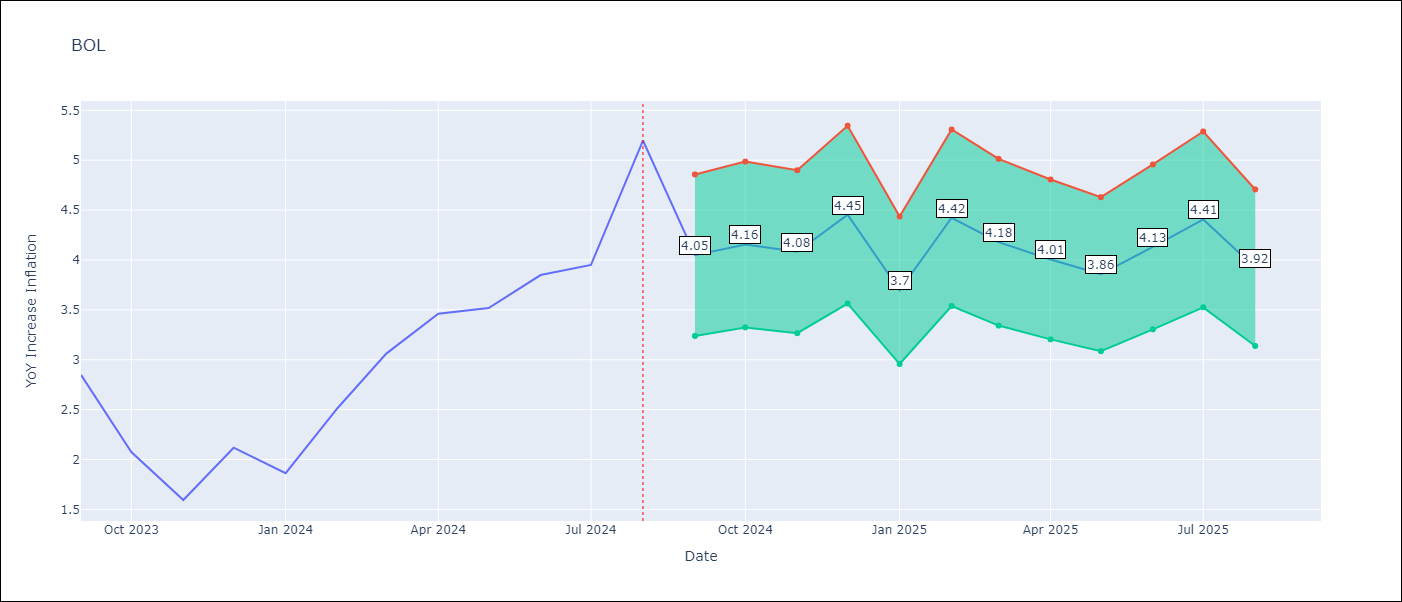 BOL
YoY Increase Inflation
5.5
5
4.5
4
3.5
3
2.5
2
1.5
4.05
4.16
4.08
4.45
3.7
4.42
4.18
4.01
3.86
4.13
4.41
3.92
Oct 2023
Jan 2024
Apr 2024
Jul 2024
Oct 2024
Jan 2025
Apr 2025
Jul 2025
Date